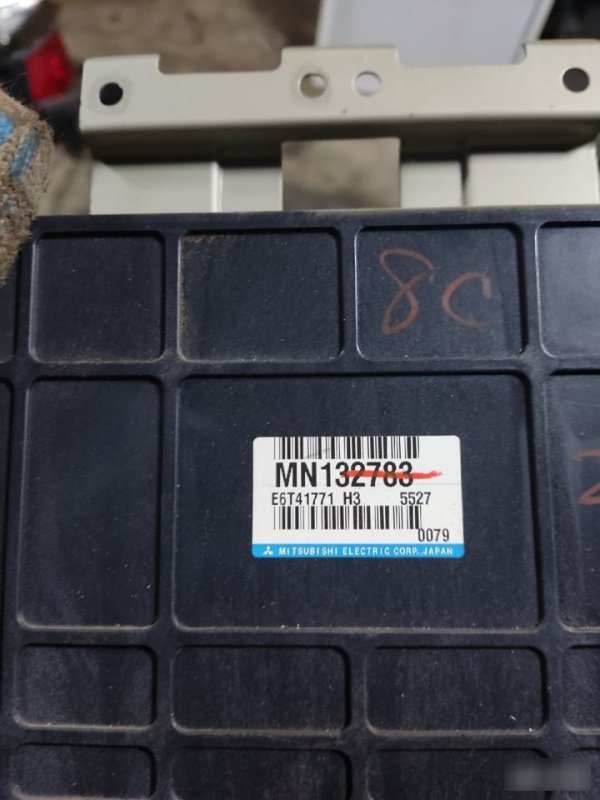 8C
MN132783
E6T41771 H3 5527
0079
MITSUBISHI ELECTRIC CORP.,JAPAN